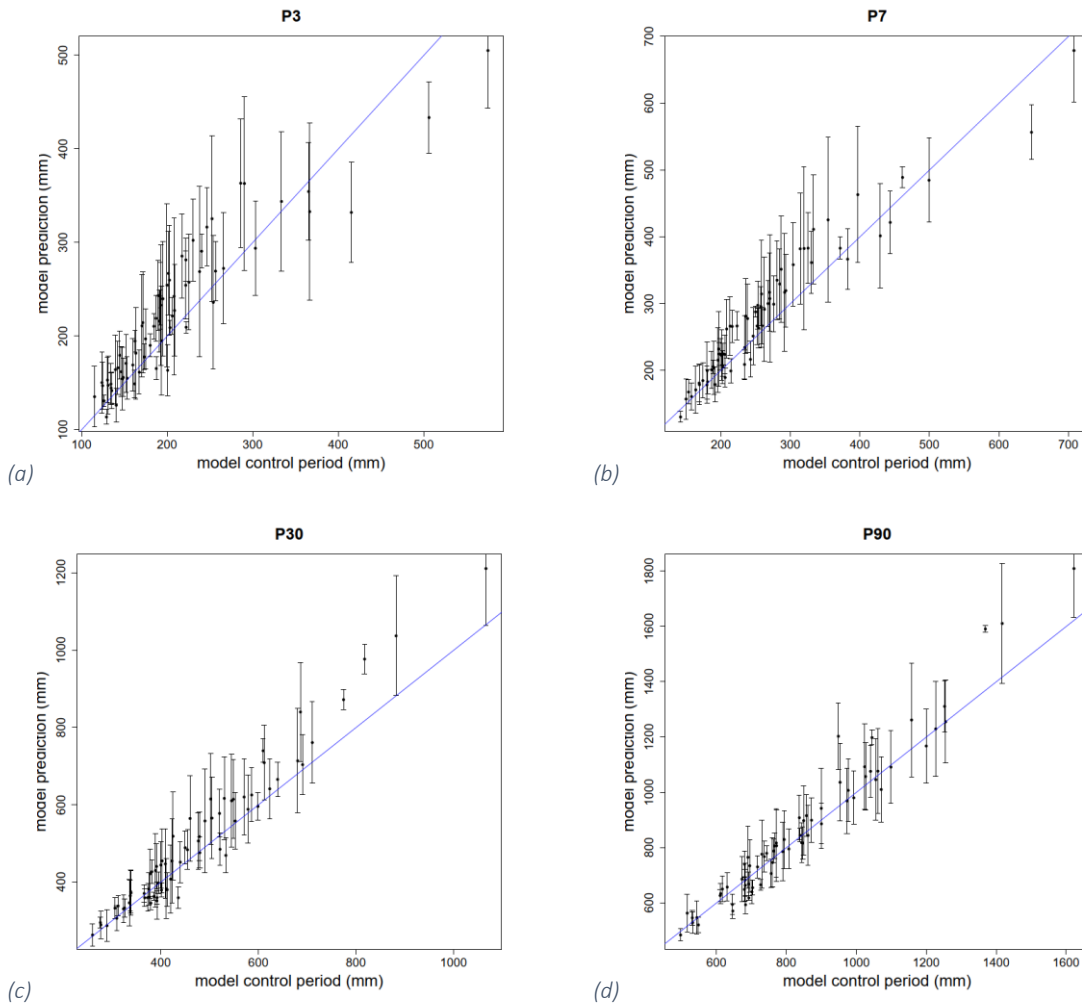 P3
model prediction (mm)
500
400
300
200
100
100 200 300 400 500
model control period (mm)
(a)
P7
model prediction (mm)
700
600
500
400
300
200
200 300 400 500 600 700
model control period (mm)
(b)
P30
model prediction (mm)
1200
1000
800
600
400
400 600 800 1000
model control period (mm)
(c)
P90
model prediction (mm)
1800
1600
1400
1200
1000
800
600
600 800 1000 1200 1400 1600
model control period (mm)
(d)